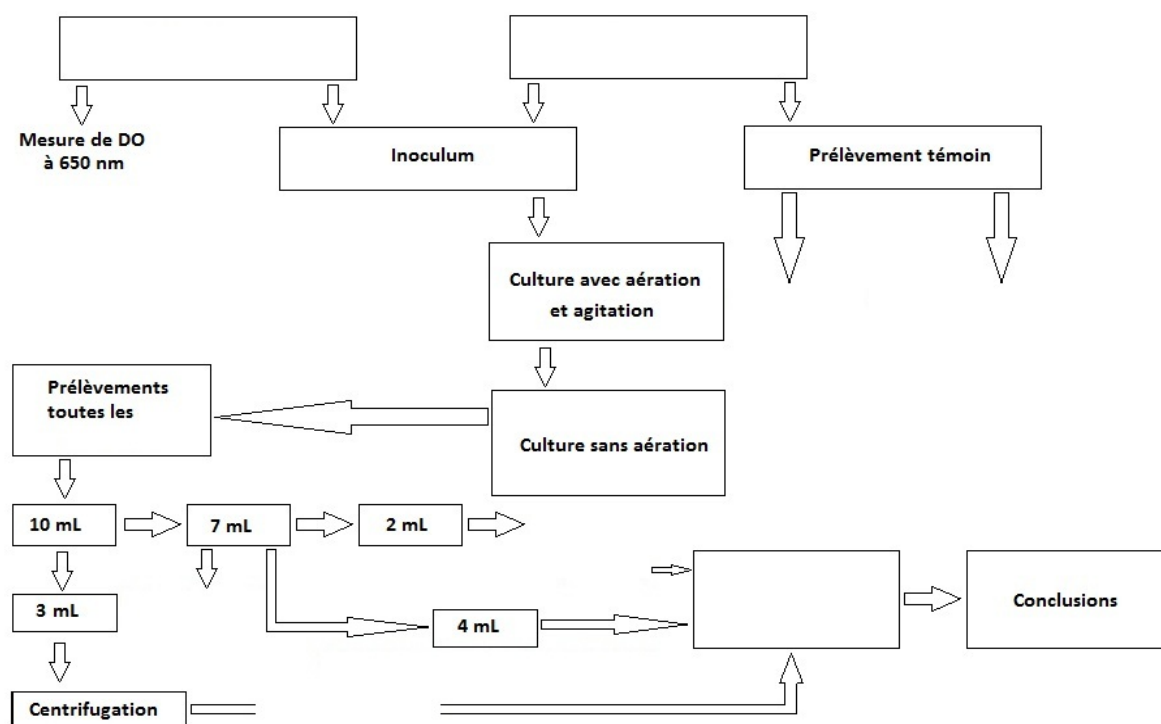 Mesure de DO
à 650 nm
Inoculum
Prélèvement témoin
Culture avec aération
et agitation
Prélèvements
toutes les
Culture sans aération
10 mL
7 mL
2 mL
3 mL
4 mL
Conclusions
Centrifugation